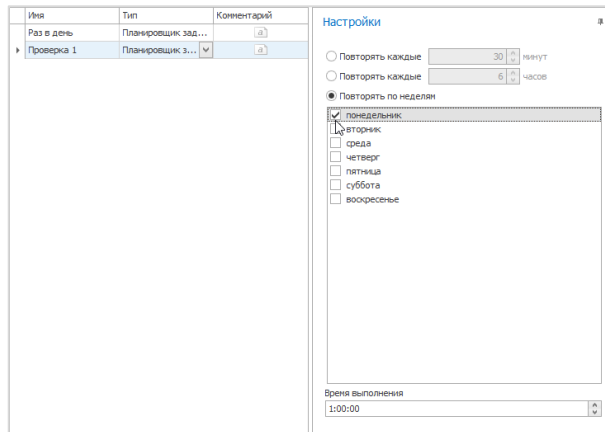 Имя Тип Комментарий
Раз в день Планировщик зад...
Проверка 1 Планировщик з...
Настройки
Повторять каждые 30 минут
Повторять каждые 6 часов
Повторять по неделям
понедельник
вторник
среда
четверг
пятница
суббота
воскресенье
Время выполнения
1:00:00